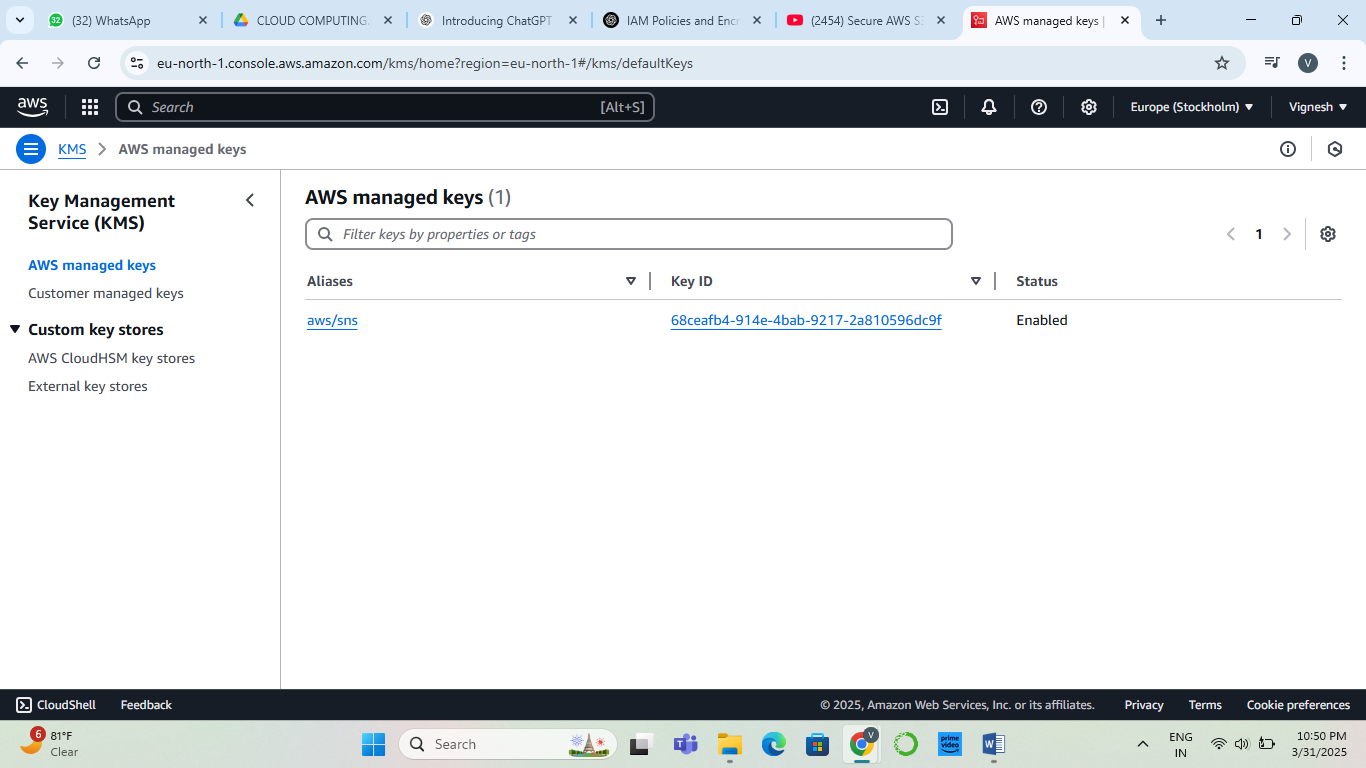 (32) WhatsApp
CLOUD COMPUTING.
Introducing ChatGPT
IAM Policies and Enc
(2454) Secure AWS S
AWS managed keys |
eu-north-1.console.aws.amazon.com/kms/home?region=eu-north-1#/kms/defaultKeys
V
aws
Search
[Alt+S]
Europe (Stockholm)
Vignesh
KMS
AWS managed keys
Key Management
Service (KMS)
AWS managed keys
Customer managed keys
Custom key stores
AWS CloudHSM key stores
External key stores
AWS managed keys (1)
Filter keys by properties or tags
1
Aliases
Key ID
Status
aws/sns
68ceafb4-914e-4bab-9217-2a810596dc9f
Enabled
CloudShell
Feedback
© 2025, Amazon Web Services, Inc. or its affiliates.
Privacy
Terms
Cookie preferences
6
81°F
Clear
Search
V
prime
video
ENG
IN
10:50 PM
3/31/2025